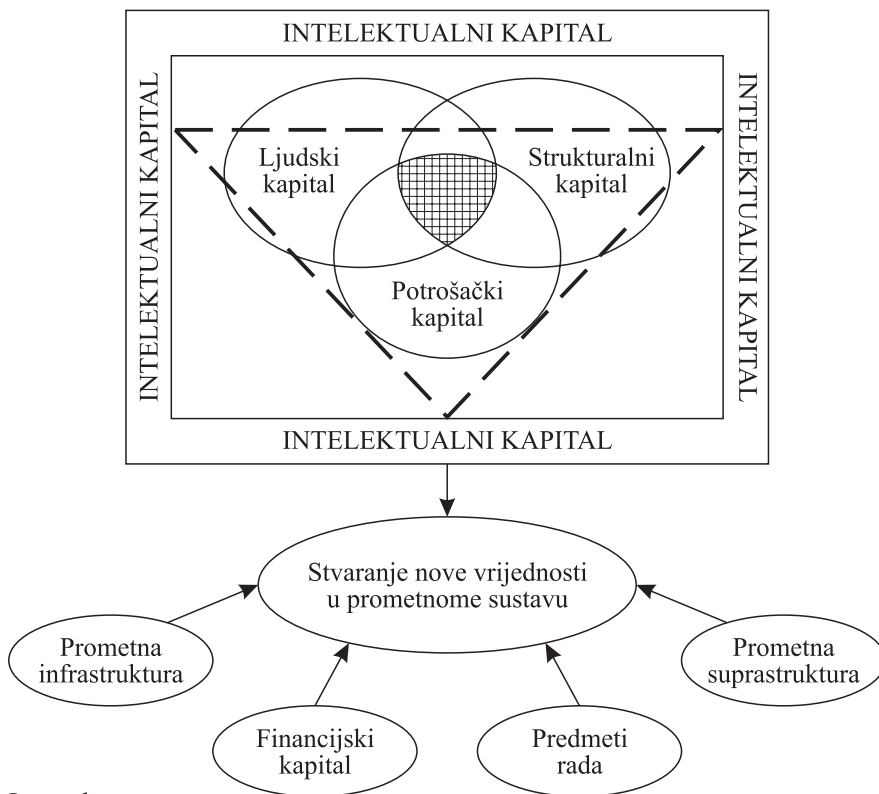 INTELEKTUALNI KAPITAL
INTELEKTUALNI KAPITAL
INTELEKTUALNI KAPITAL
Ljudski
kapital
Strukturalni
kapital
Potrošački
kapital
INTELEKTUALNI KAPITAL
Stvaranje nove vrijednosti
u prometnome sustavu
Prometna
infrastruktura
Prometna
suprastruktura
Financijski
kapital
Predmeti
rada